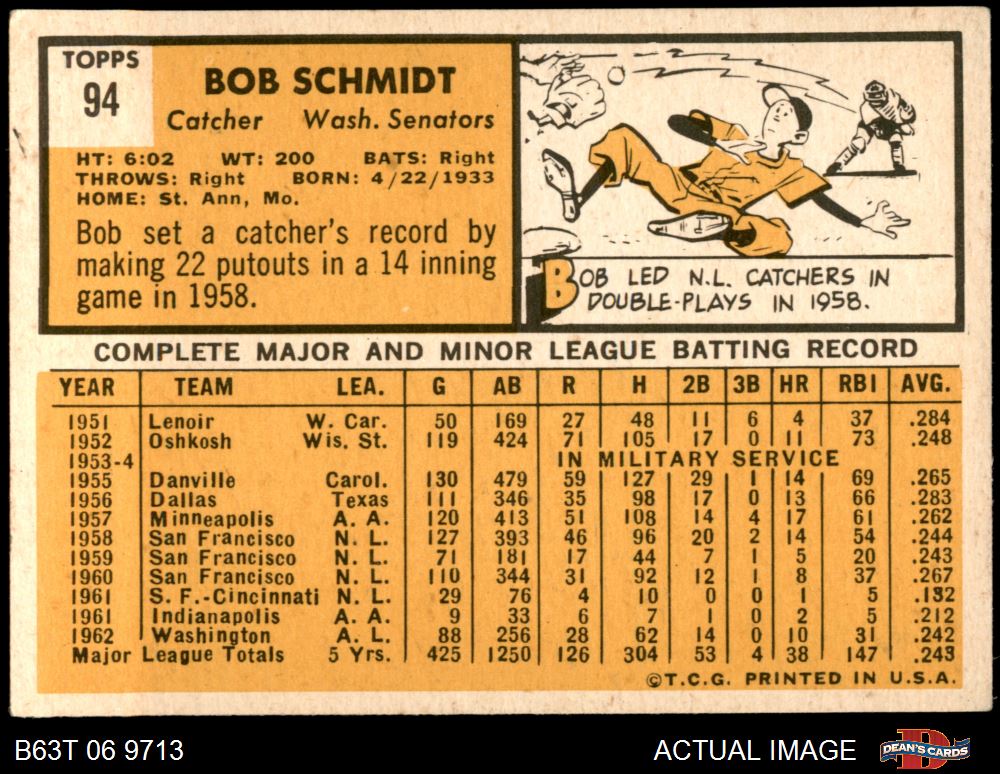 TOPPS
94
BOB SCHMIDT
Catcher Wash. Senators
HT: 6:02 WT: 200 BATS: Right
THROWS: Right BORN: 4/22/1933
HOME: St. Ann, Mo.
Bob set a catcher's record by
making 22 putouts in a 14 inning
game in 1958.
BOB LED N.L. CATCHERS IN
DOUBLE-PLAYS IN 1958.
COMPLETE MAJOR AND MINOR LEAGUE BATTING RECORD
YEAR TEAM LEA. G AB R H 2B 3B HR RBI AVG.
1951 Lenoir W. Car. 50 169 27 48 11 6 4 37 .284
1952 Oshkosh Wis. St. 119 424 71 105 17 0 11 73 .248
1953-4 IN MILITARY SERVICE
1955 Danville Carol. 130 479 59 127 29 1 14 69 .265
1956 Dallas Texas 111 346 35 98 17 0 13 66 .283
1957 Minneapolis A. A. 120 413 51 108 14 4 17 61 .262
1958 San Francisco N. L. 127 393 46 96 20 2 14 54 .244
1959 San Francisco N. L. 71 181 17 44 7 1 5 20 .243
1960 San Francisco N. L. 110 344 31 92 12 1 8 37 .267
1961 S. F.-Cincinnati N. L. 29 76 4 10 0 0 1 5 .132
1961 Indianapolis A. A. 9 33 6 7 1 0 2 5 .212
1962 Washington A. L. 88 256 28 62 14 0 10 31 .242
Major League Totals 5 Yrs. 425 1250 126 304 53 4 38 147 .243
©T.C.G. PRINTED IN U.S.A.
B63T 06 9713 ACTUAL IMAGE DEAN'S CARDS